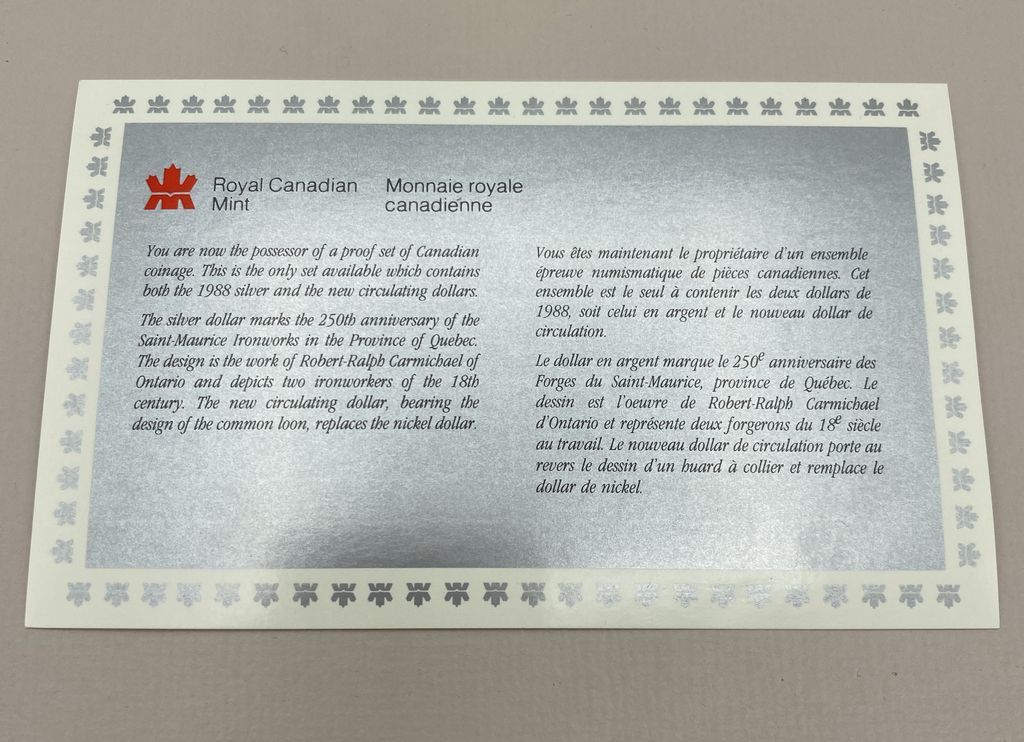 Royal Canadian
Mint
Monnaie royale
canadienne
You are now the possessor of a proof set of Canadian
coinage. This is the only set available which contains
both the 1988 silver and the new circulating dollars.
The silver dollar marks the 250th anniversary of the
Saint-Maurice Ironworks in the Province of Quebec.
The design is the work of Robert-Ralph Carmichael of
Ontario and depicts two ironworkers of the 18th
century. The new circulating dollar, bearing the
design of the common loon, replaces the nickel dollar.
Vous êtes maintenant le propriétaire d'un ensemble
épreuve numismatique de pièces canadiennes. Cet
ensemble est le seul à contenir les deux dollars de
1988, soit celui en argent et le nouveau dollar de
circulation.
Le dollar en argent marque le 250e anniversaire des
Forges du Saint-Maurice, province de Québec. Le
dessin est l'oeuvre de Robert-Ralph Carmichael
d'Ontario et représente deux forgerons du 18e siècle
au travail. Le nouveau dollar de circulation porte au
revers le dessin d'un huard à collier et remplace le
dollar de nickel.